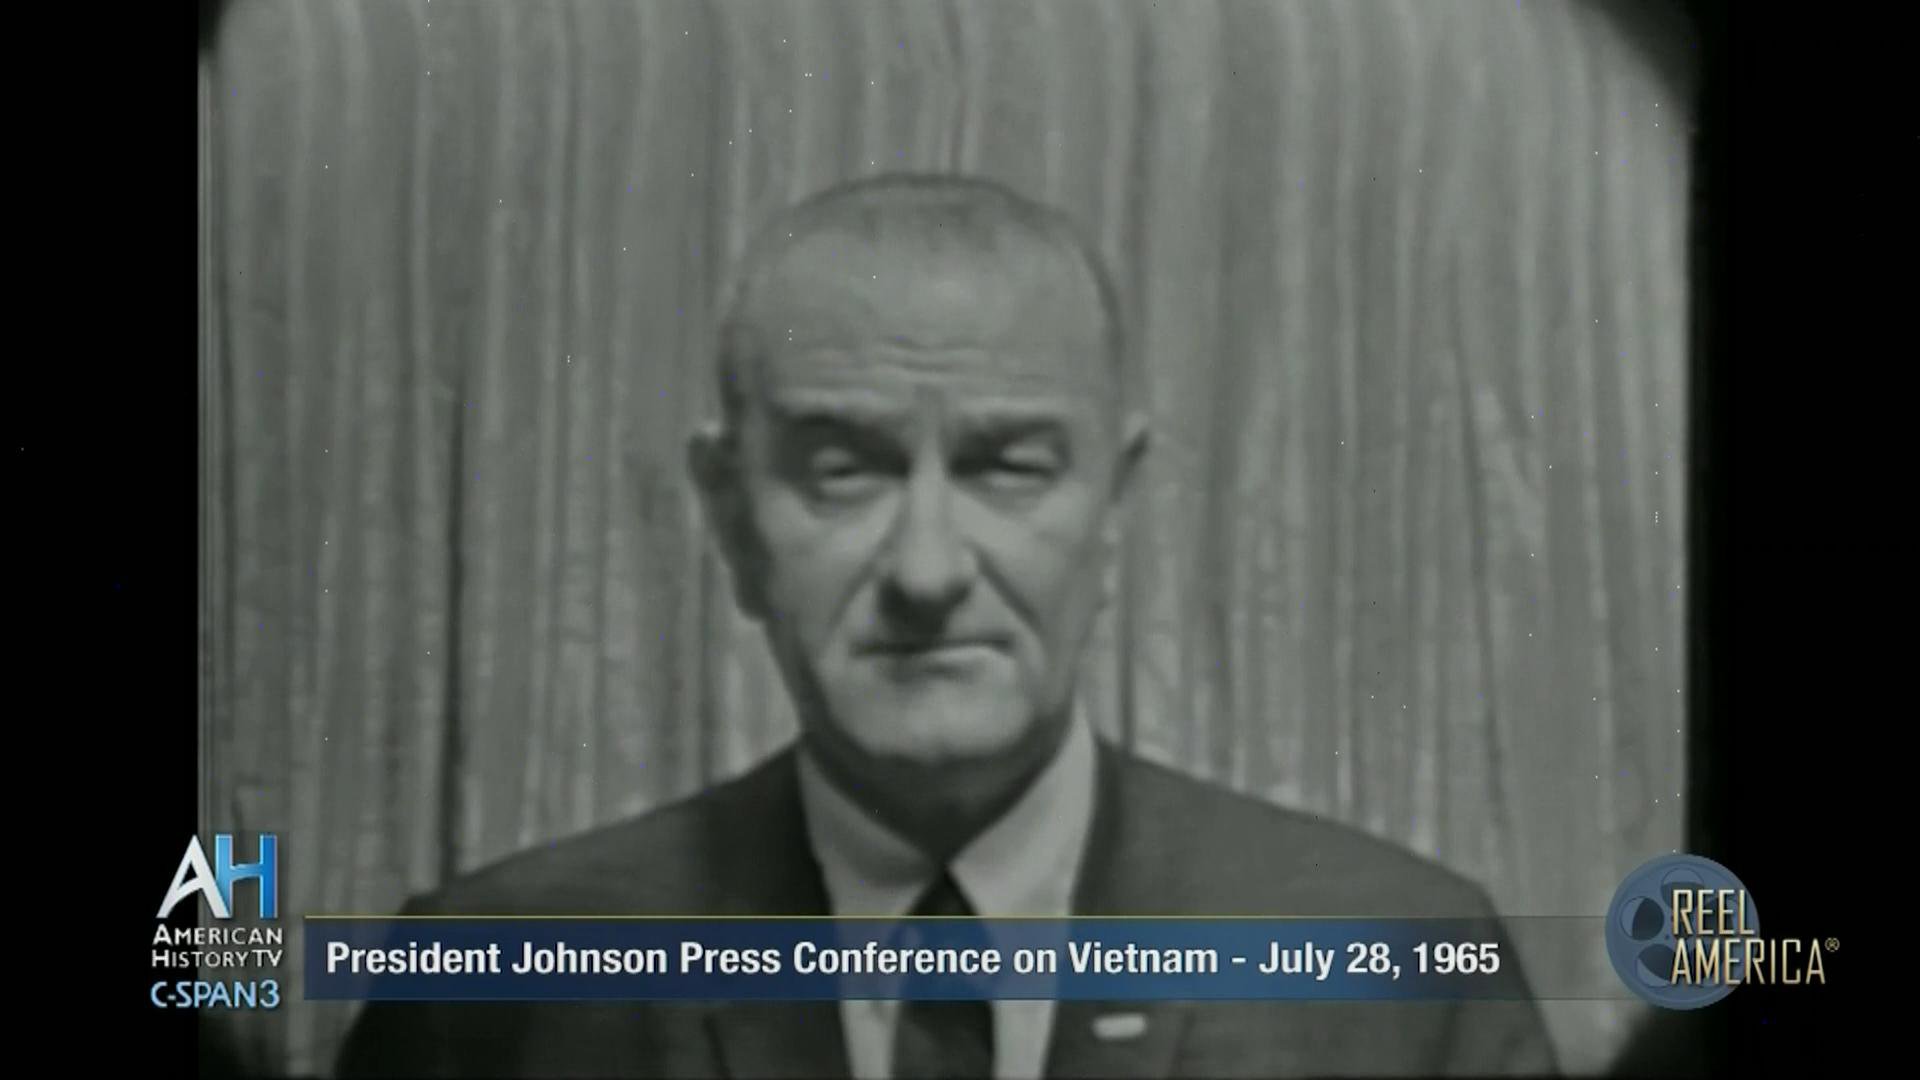 AH
AMERICAN
HISTORY TV
C-SPAN3
President Johnson Press Conference on Vietnam - July 28, 1965
REEL
AMERICA®